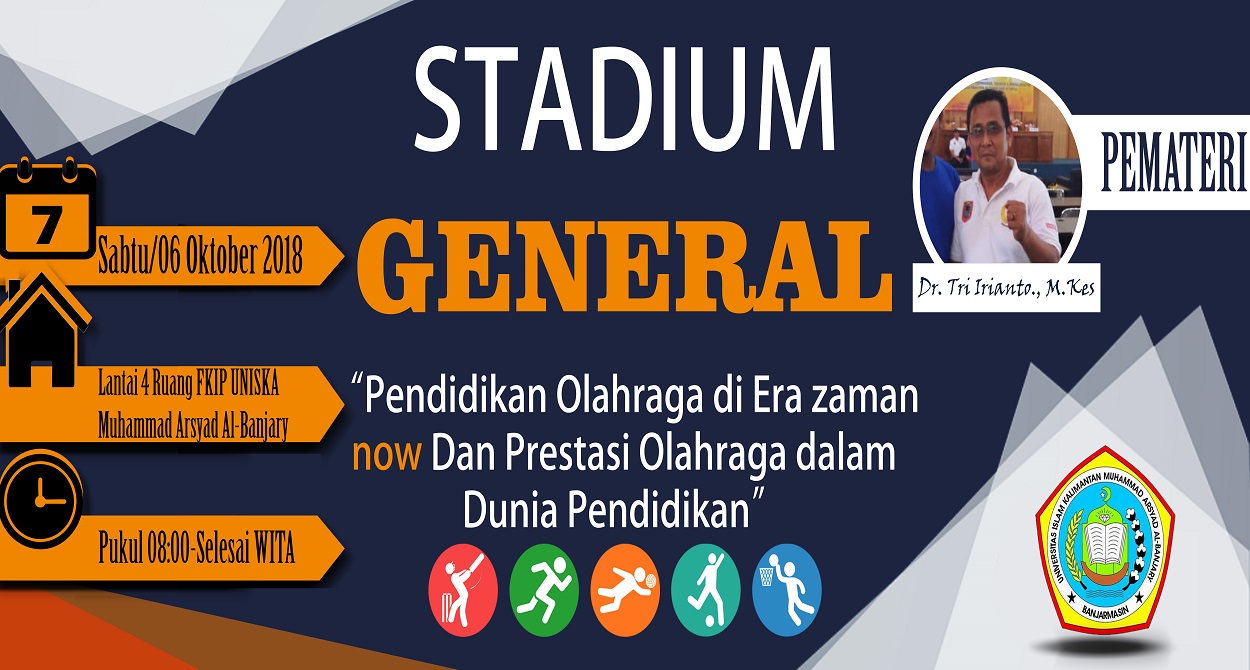 STADIUM
GENERAL
PEMATERI
Dr. Tri Irianto., M.Kes
7
Sabtu/06 Oktober 2018
Lantai 4 Ruang FKIP UNISKA
Muhammad Arsyad Al-Banjary
Pukul 08:00-Selesai WITA
“Pendidikan Olahraga di Era zaman
now Dan Prestasi Olahraga dalam
Dunia Pendidikan”
UNIVERSITAS ISLAM KALIMANTAN MUHAMMAD ARSYAD AL-BANJARY
BANJARMASIN